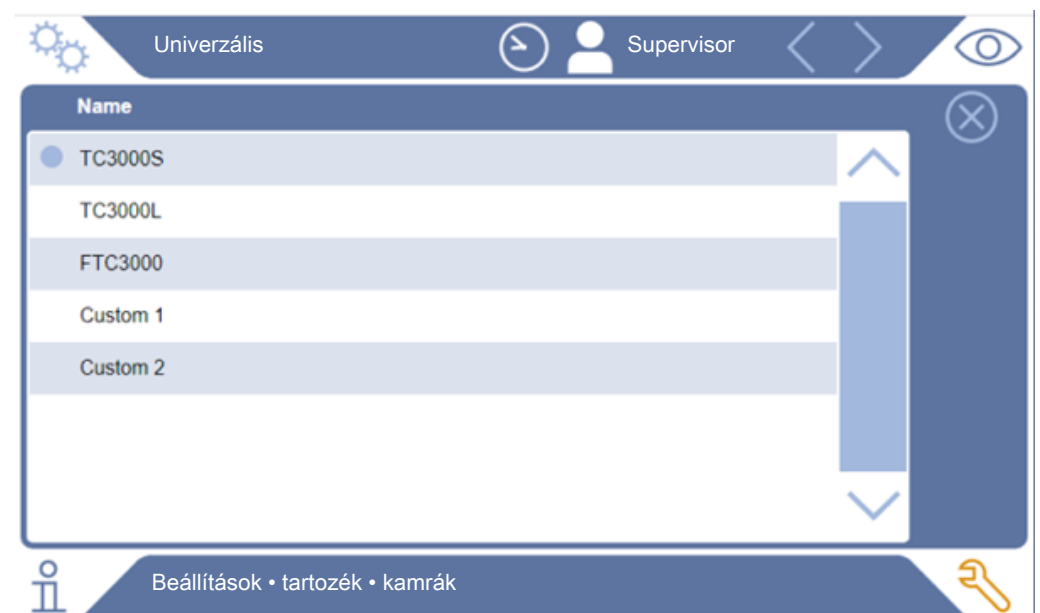 Univerzális
Supervisor
Name
TC3000S
TC3000L
FTC3000
Custom 1
Custom 2
Beállítások • tartozék • kamrák